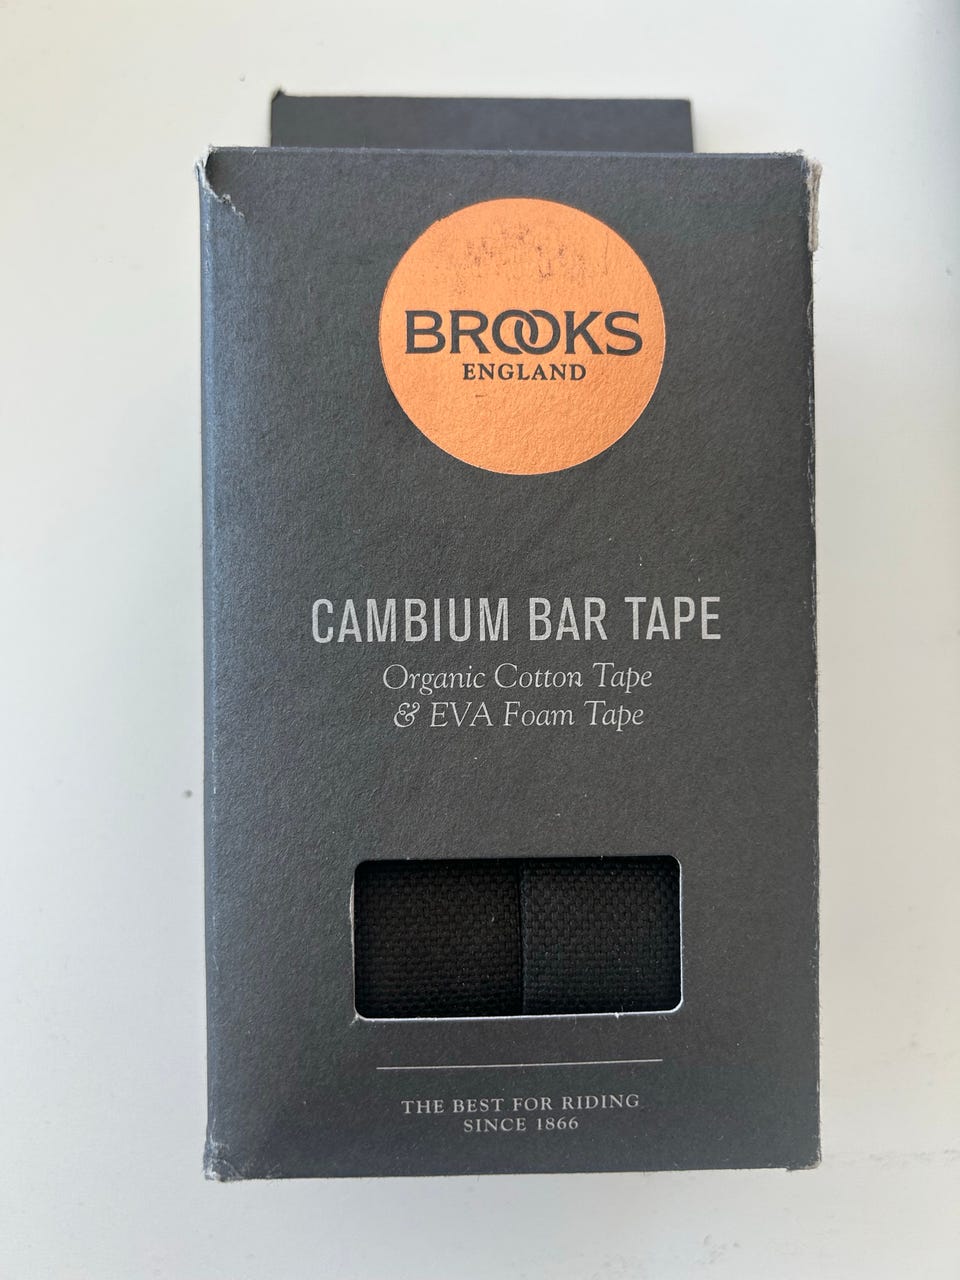 BROOKS
ENGLAND
CAMBIUM BAR TAPE
Organic Cotton Tape
& EVA Foam Tape
THE BEST FOR RIDING
SINCE 1866